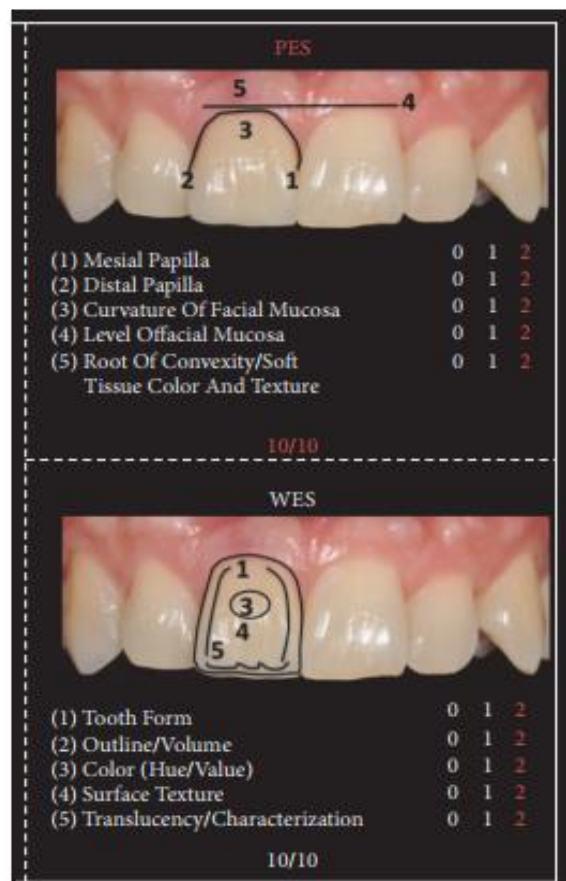 PES
5
4
3
2 1
(1) Mesial Papilla 0 1 2
(2) Distal Papilla 0 1 2
(3) Curvature Of Facial Mucosa 0 1 2
(4) Level Offacial Mucosa 0 1 2
(5) Root Of Convexity/Soft 0 1 2
Tissue Color And Texture
10/10
WES
1
3
4
5
(1) Tooth Form 0 1 2
(2) Outline/Volume 0 1 2
(3) Color (Hue/Value) 0 1 2
(4) Surface Texture 0 1 2
(5) Translucency/Characterization 0 1 2
10/10